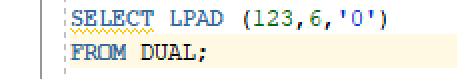 SELECT LPAD (123,6,'0')
FROM DUAL;